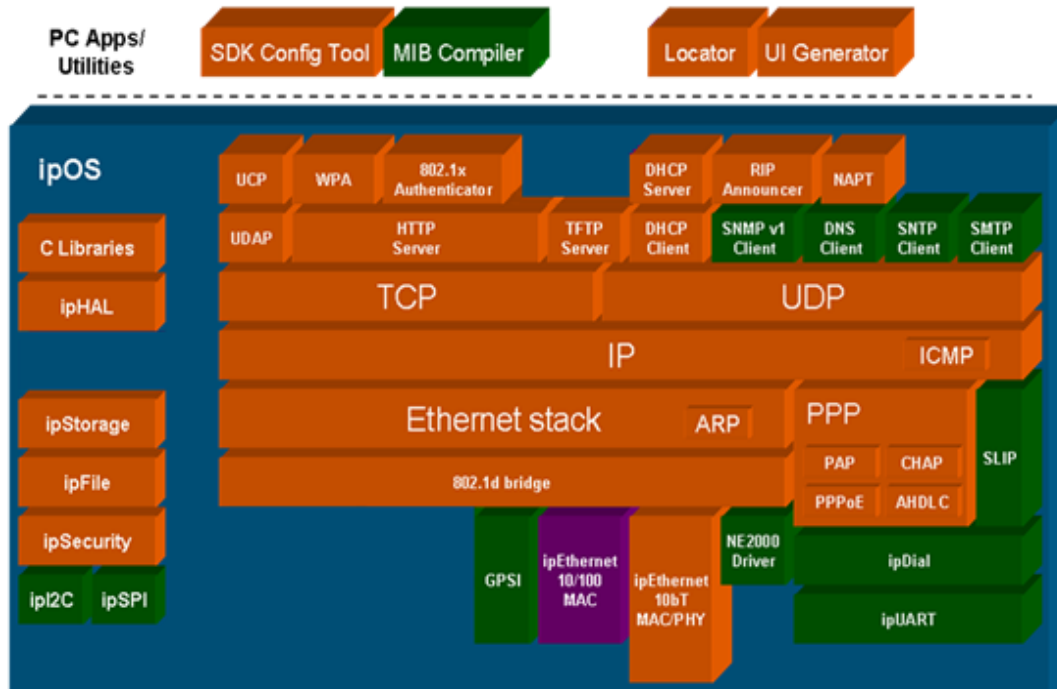 PC Apps/
Utilities
SDK Config Tool
MIB Compiler
Locator
UI Generator
ipOS
UCP
WPA
802.1x
Authenticator
DHCP
Server
RIP
Announcer
NAPT
UDAP
HTTP
Server
TFTP
Server
DHCP
Client
SNMP v1
Client
DNS
Client
SNTP
Client
SMTP
Client
C Libraries
ipHAL
TCP
UDP
IP
ICMP
ipStorage
ipFile
ipSecurity
ipI2C
ipSPI
Ethernet stack
ARP
PPP
PAP
CHAP
PPPoE
AHDLC
SLIP
802.1d bridge
GPSI
ipEthernet
10/100
MAC
ipEthernet
10bT
MAC/PHY
NE2000
Driver
ipDial
ipUART